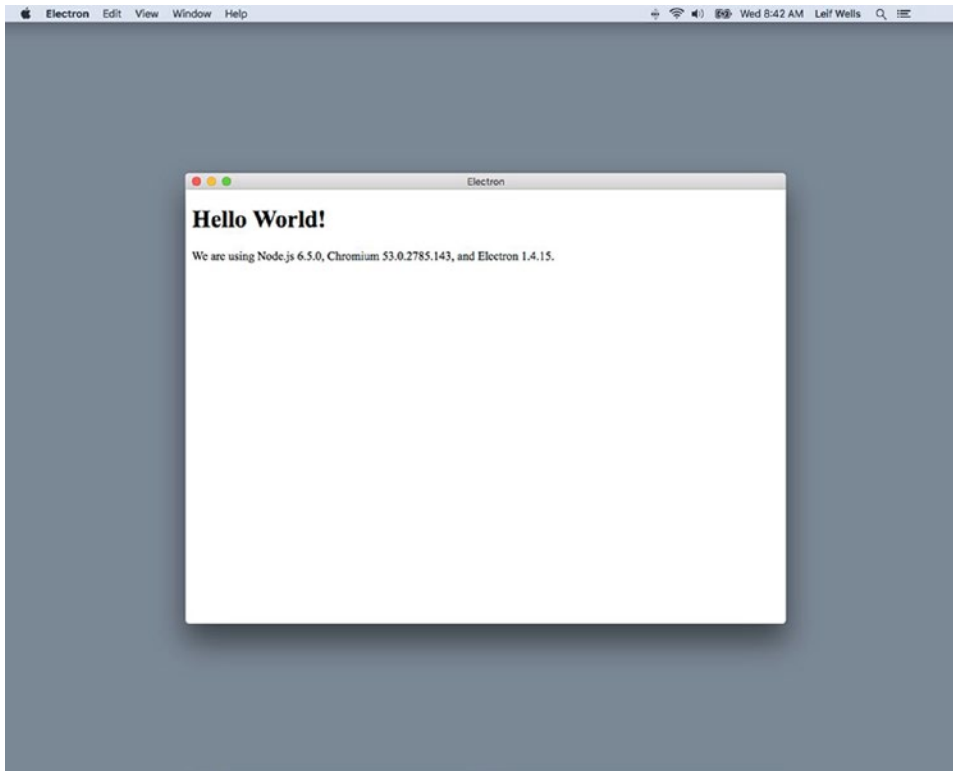 Electron Edit View Window Help Wed 8:42 AM Leif Wells
Electron
Hello World!
We are using Node.js 6.5.0, Chromium 53.0.2785.143, and Electron 1.4.15.